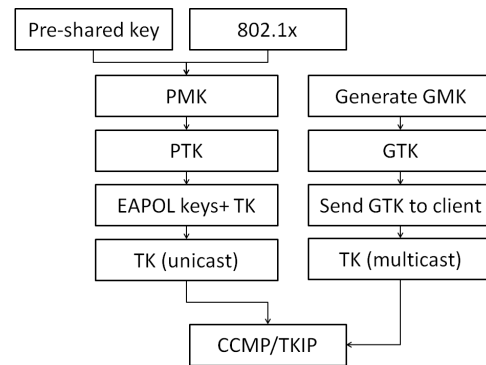 Pre-shared key
802.1x
PMK
Generate GMK
PTK
GTK
EAPOL keys+ TK
Send GTK to client
TK (unicast)
TK (multicast)
CCMP/TKIP